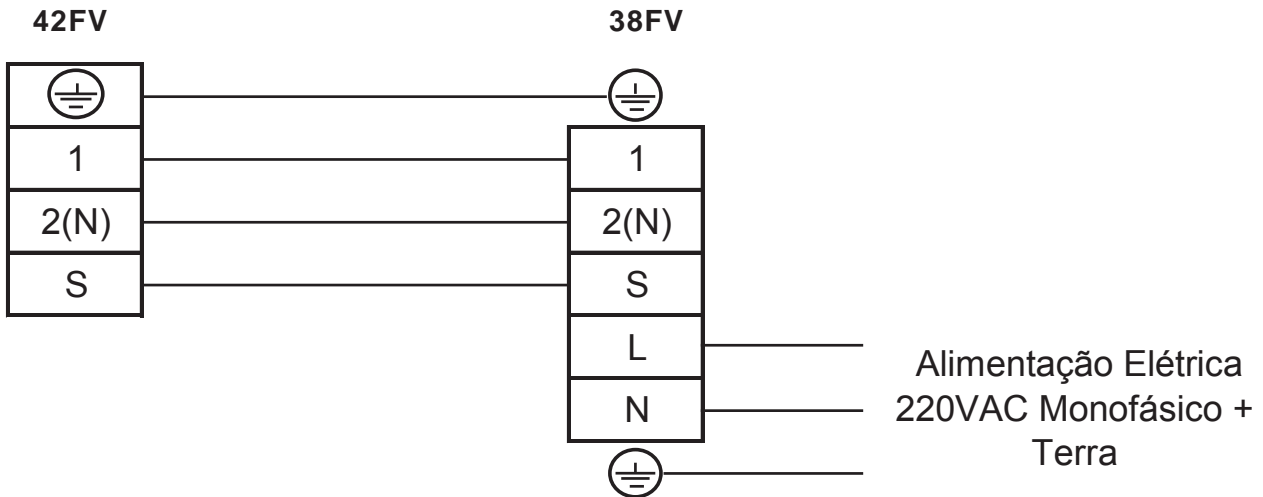 42FV
38FV
1
2(N)
S
1
2(N)
S
L
N
Alimentação Elétrica
220VAC Monofásico +
Terra